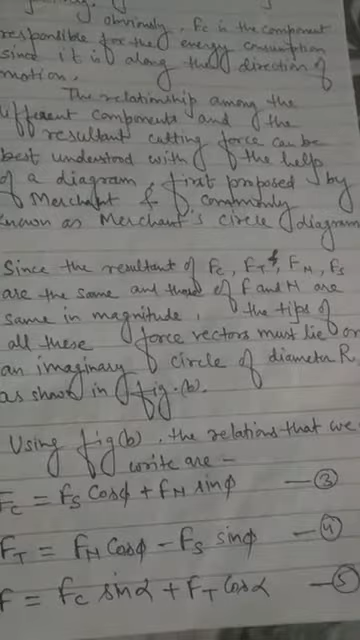 obviously, Fc is the component
responsible for the energy consumption
since it is along the direction of
motion.
The relationship among the
different components and the
resultant cutting force can be
best understood with the help
of a diagram first proposed by
Merchant & commonly
known as Merchant's circle diagram
Since the resultant of Fc, FT & FN, Fs
are the same and those of F and N are
same in magnitude, the tips of
all these force vectors must lie on
an imaginary circle of diameter R,
as shown in fig.(b).
Using fig(b), the relations that we
write are -
Fc = Fs Cosϕ + FN sinϕ — ③
FT = FN Cosϕ - Fs sinϕ — ④
F = Fc sinα + FT Cosα — ⑤